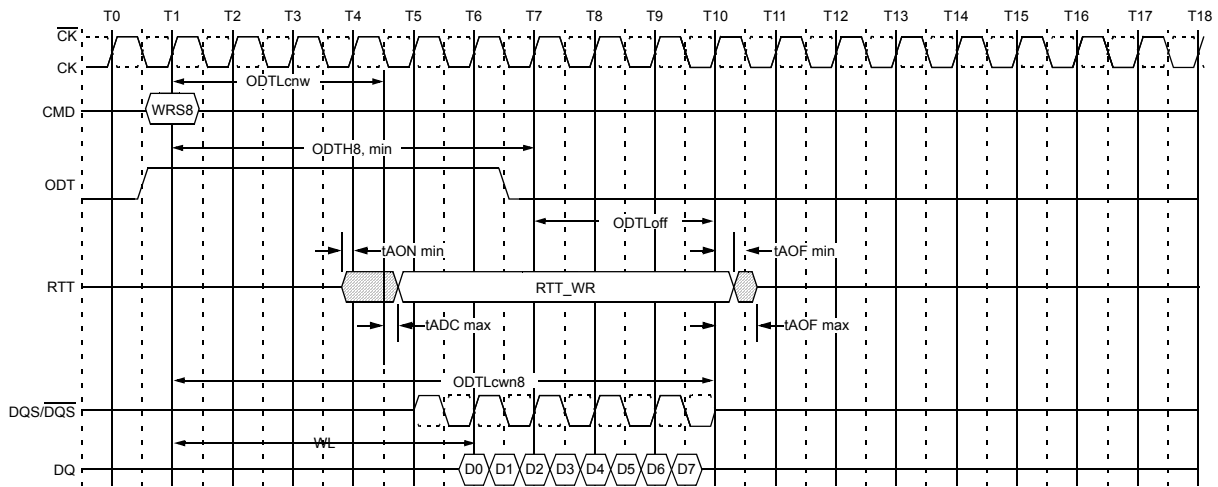 T0 T1 T2 T3 T4 T5 T6 T7 T8 T9 T10 T11 T12 T13 T14 T15 T16 T17 T18
CK
CK
ODTLcnw
CMD WRS8
ODTH8, min
ODT
ODTLoff
tAON min tAOF min
RTT RTT_WR
tADC max tAOF max
ODTLcwn8
DQS/DQS
WL
DQ D0 D1 D2 D3 D4 D5 D6 D7